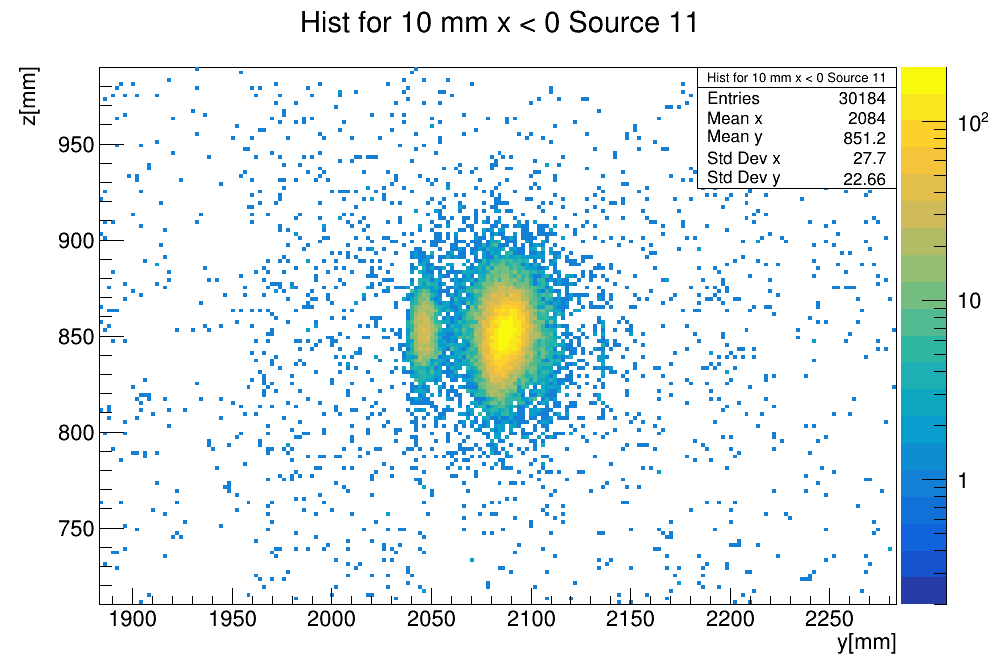 Hist for 10 mm x < 0 Source 11
z[mm]
Hist for 10 mm x < 0 Source 11
Entries 30184
Mean x 2084
Mean y 851.2
Std Dev x 27.7
Std Dev y 22.66
950
900
850
800
750
10²
10
1
1900 1950 2000 2050 2100 2150 2200 2250
y[mm]